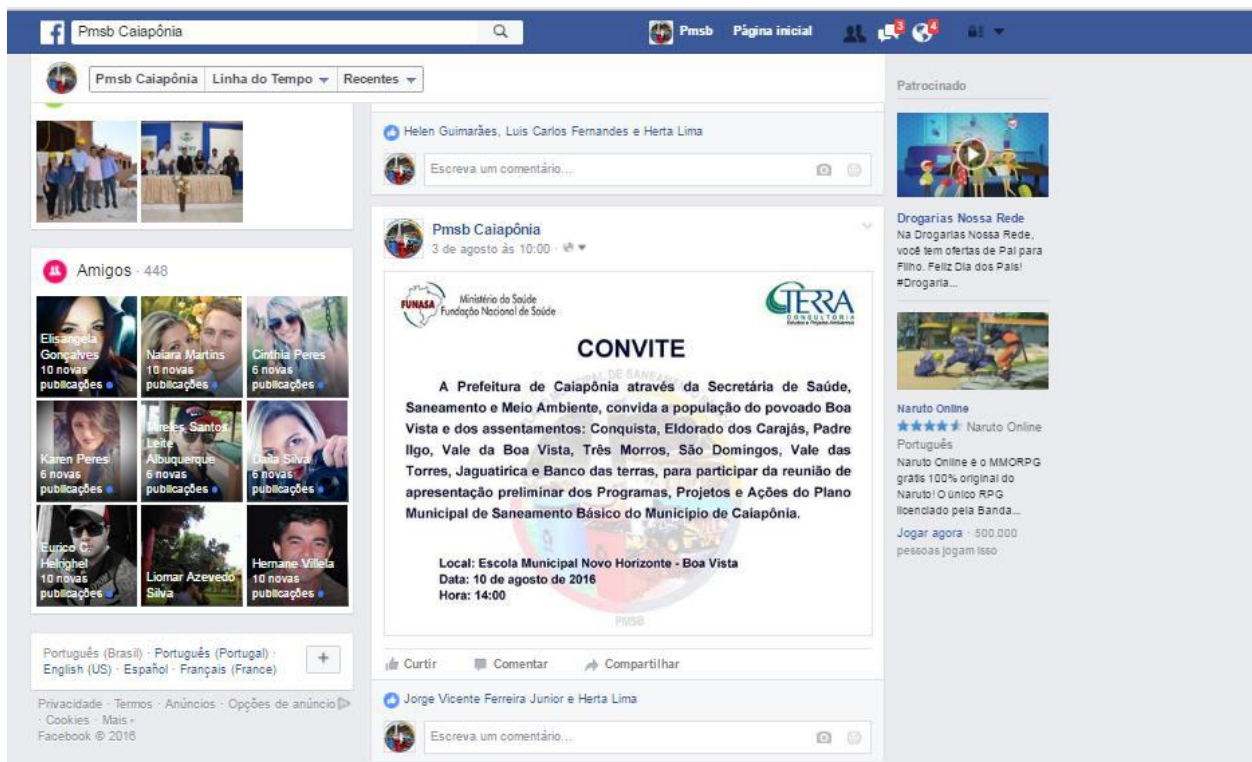 Pmsb Caiapônia
Pmsb Página inicial 3 4
Pmsb Caiapônia Linha do Tempo Recentes
Amigos · 448
Elisangela
Gonçalves
10 novas
publicações
Naiara Martins
10 novas
publicações
Cinthia Peres
6 novas
publicações
Karen Peres
6 novas
publicações
Mireles Santos
Leite
Albuquerque
6 novas
publicações
Daila Silva
6 novas
publicações
Eurico C.
Helrighel
10 novas
publicações
Liomar Azevedo
Silva
Hernane Villela
10 novas
publicações
Português (Brasil) · Português (Portugal) ·
English (US) · Español · Français (France)
+
Privacidade · Termos · Anúncios · Opções de anúncio
· Cookies · Mais
Facebook © 2016
Helen Guimarães, Luis Carlos Fernandes e Herta Lima
Escreva um comentário...
Pmsb Caiapônia
3 de agosto às 10:00 ·
FUNASA
Ministério da Saúde
Fundação Nacional de Saúde
TERRA
CONSULTORIA
Estudos e Projetos Ambientais
CONVITE
A Prefeitura de Caiapônia através da Secretária de Saúde,
Saneamento e Meio Ambiente, convida a população do povoado Boa
Vista e dos assentamentos: Conquista, Eldorado dos Carajás, Padre
Ilgo, Vale da Boa Vista, Três Morros, São Domingos, Vale das
Torres, Jaguatirica e Banco das terras, para participar da reunião de
apresentação preliminar dos Programas, Projetos e Ações do Plano
Municipal de Saneamento Básico do Município de Caiapônia.
Local: Escola Municipal Novo Horizonte - Boa Vista
Data: 10 de agosto de 2016
Hora: 14:00
PMSB
Curtir Comentar Compartilhar
Jorge Vicente Ferreira Junior e Herta Lima
Escreva um comentário...
Patrocinado
Drogarias Nossa Rede
Na Drogarias Nossa Rede,
você tem ofertas de Pai para
Filho. Feliz Dia dos Pais!
#Drogaria...
Naruto Online
Naruto Online
Português
Naruto Online é o MMORPG
grátis 100% original do
Naruto! O único RPG
licenciado pela Banda...
Jogar agora · 500.000
pessoas jogam isso